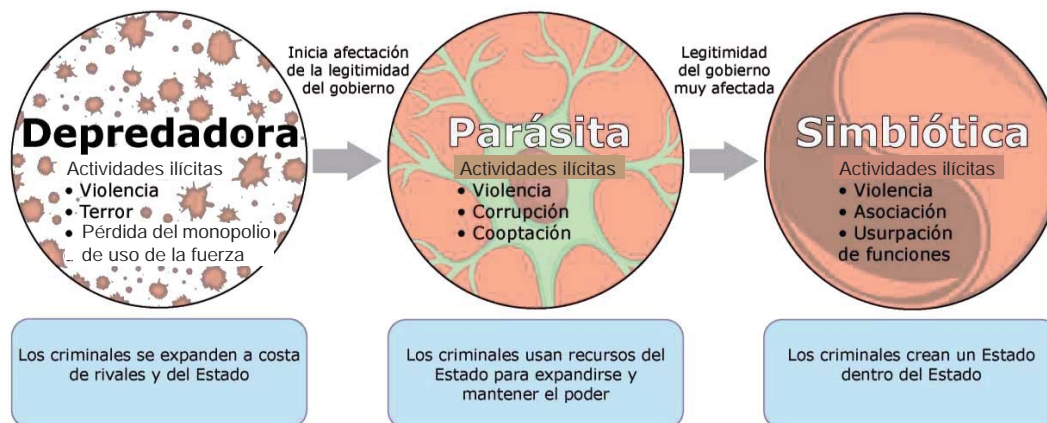 Depredadora
Actividades ilícitas
• Violencia
• Terror
• Pérdida del monopolio
de uso de la fuerza
Los criminales se expanden a costa
de rivales y del Estado
Inicia afectación
de la legitimidad
del gobierno
Parásita
Actividades ilícitas
• Violencia
• Corrupción
• Cooptación
Los criminales usan recursos del
Estado para expandirse y
mantener el poder
Legitimidad
del gobierno
muy afectada
Simbiótica
Actividades ilícitas
• Violencia
• Asociación
• Usurpación
de funciones
Los criminales crean un Estado
dentro del Estado